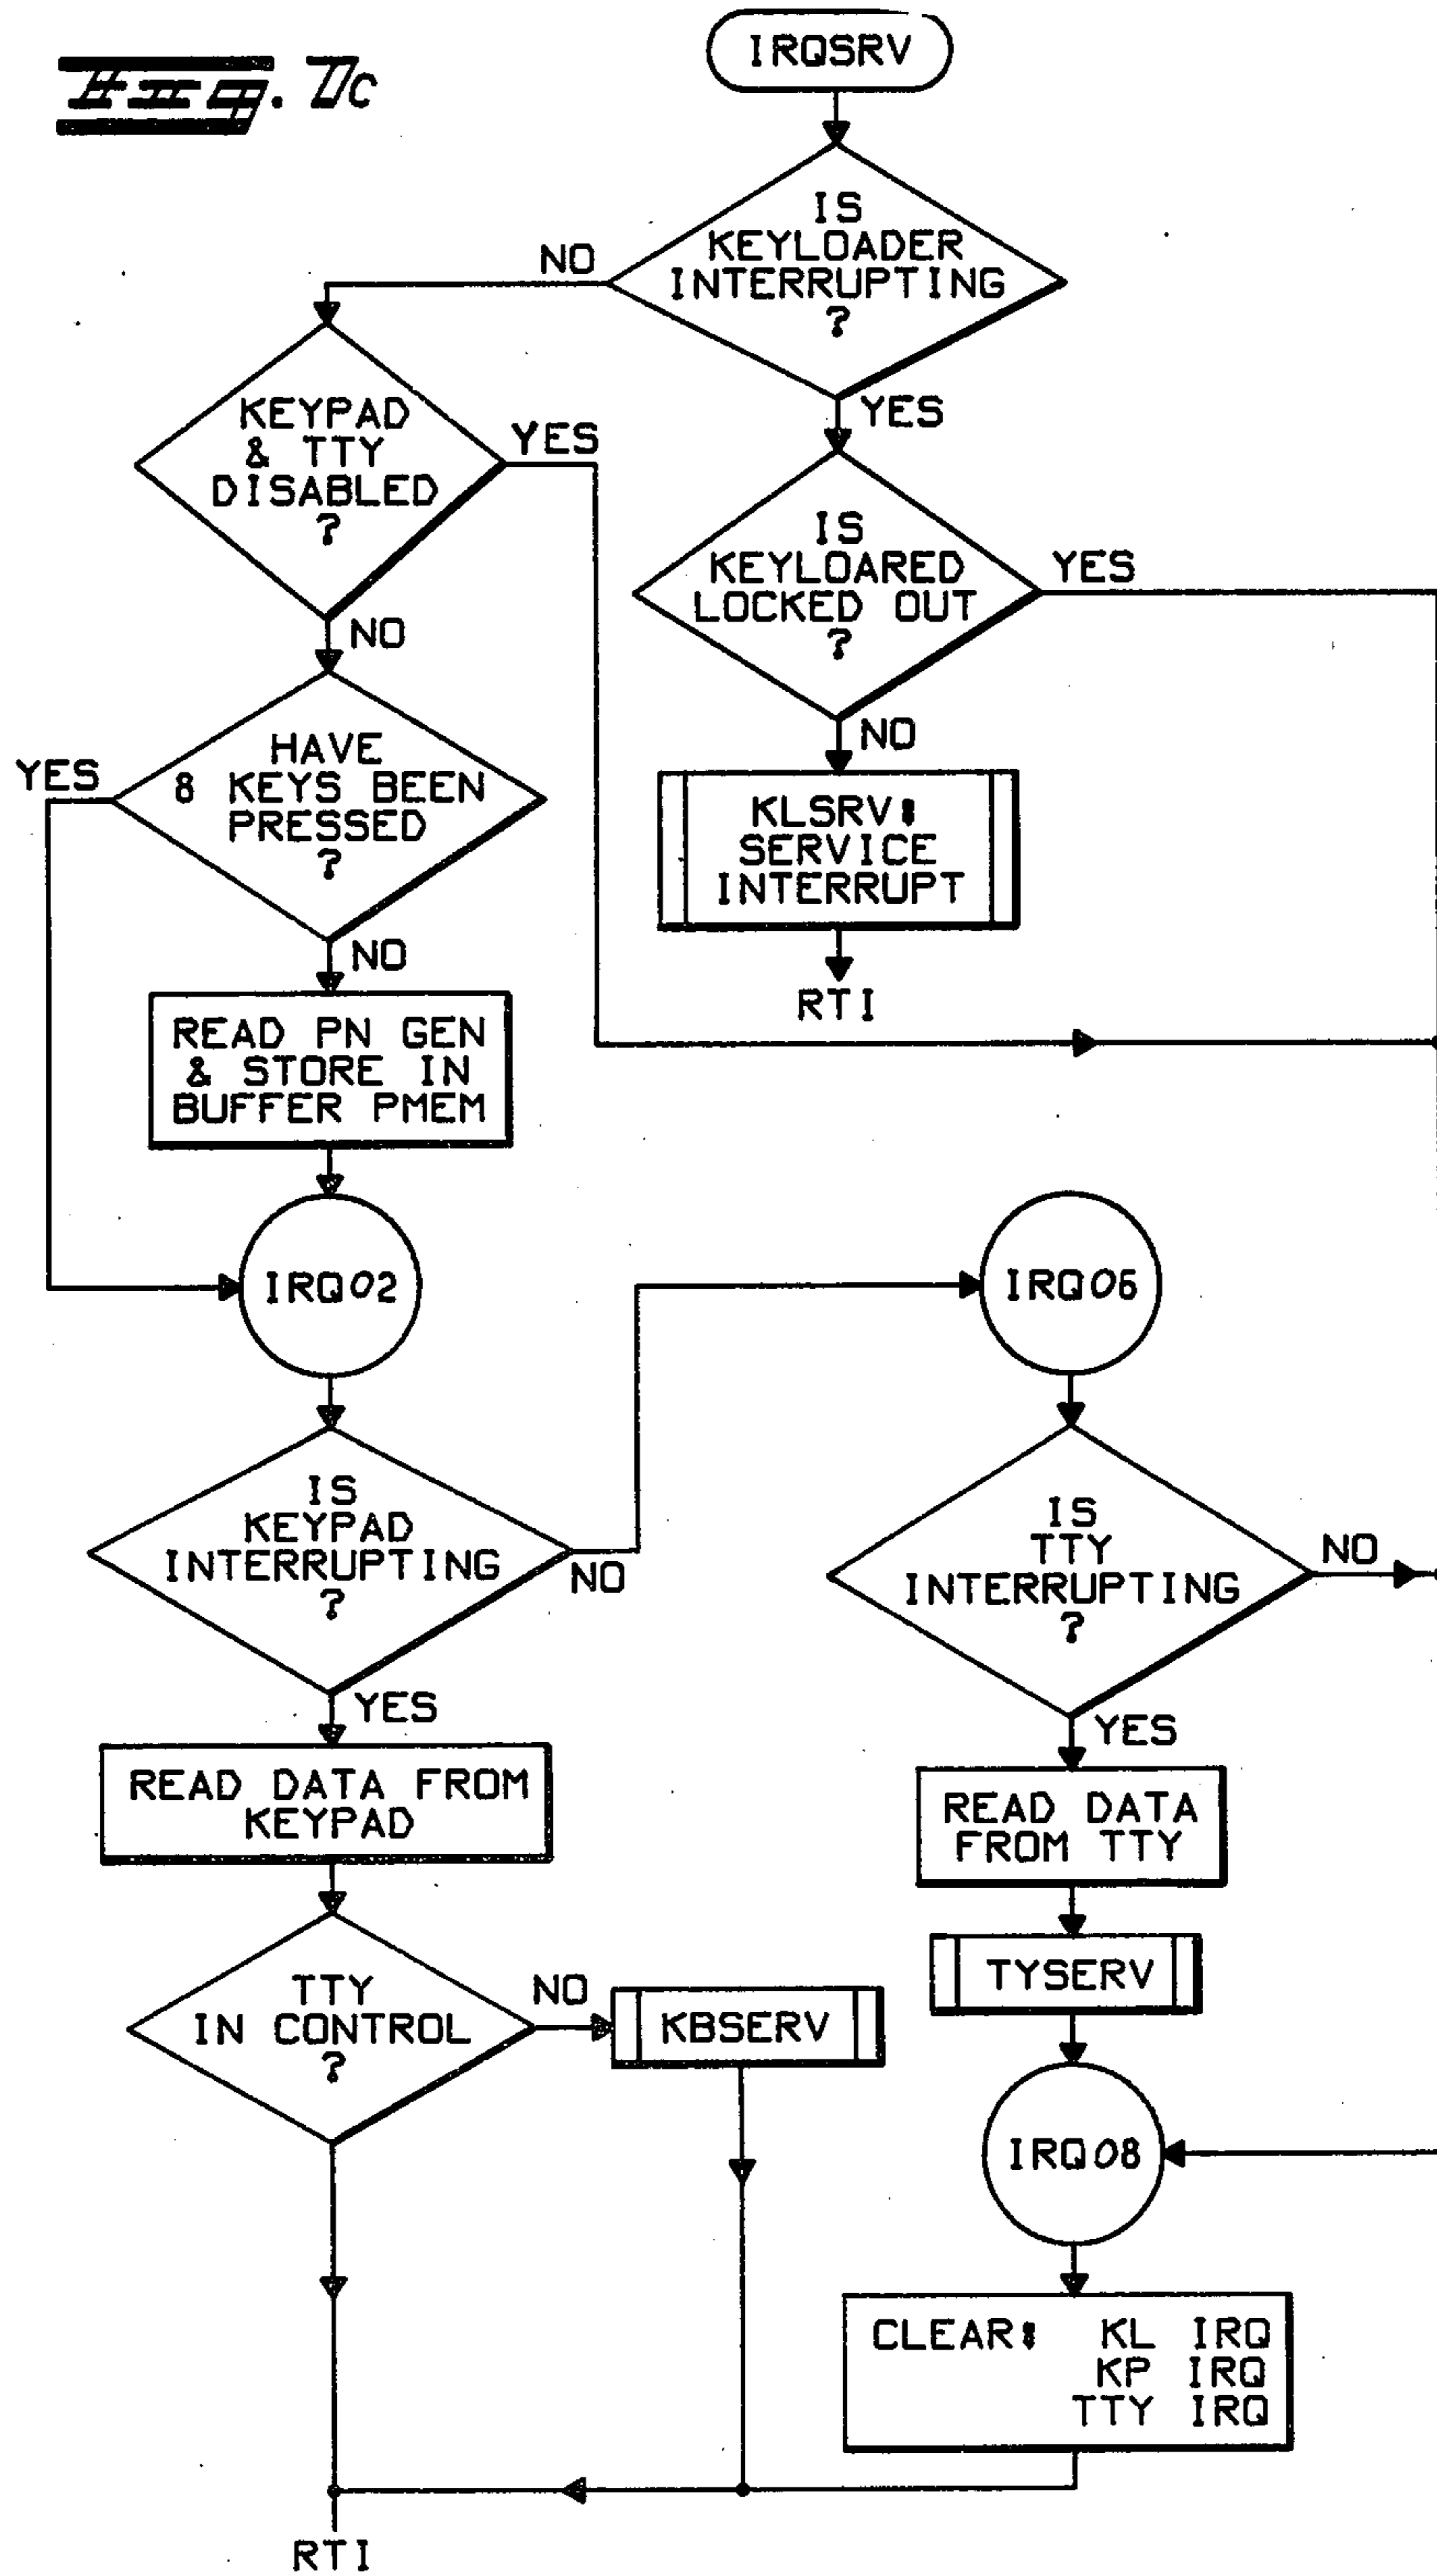 Fig. 7c
IRQSRV
IS
KEYLOADER
INTERRUPTING
?
NO
YES
KEYPAD
& TTY
DISABLED
?
YES
NO
IS
KEYLOARED
LOCKED OUT
?
YES
NO
HAVE
8 KEYS BEEN
PRESSED
?
YES
NO
KLSRV:
SERVICE
INTERRUPT
RTI
READ PN GEN
& STORE IN
BUFFER PMEM
IRQ02
IRQ06
IS
KEYPAD
INTERRUPTING
?
NO
YES
IS
TTY
INTERRUPTING
?
NO
YES
READ DATA FROM
KEYPAD
READ DATA
FROM TTY
TTY
IN CONTROL
?
NO
KBSERV
TYSERV
IRQ08
CLEAR: KL IRQ
KP IRQ
TTY IRQ
RTI